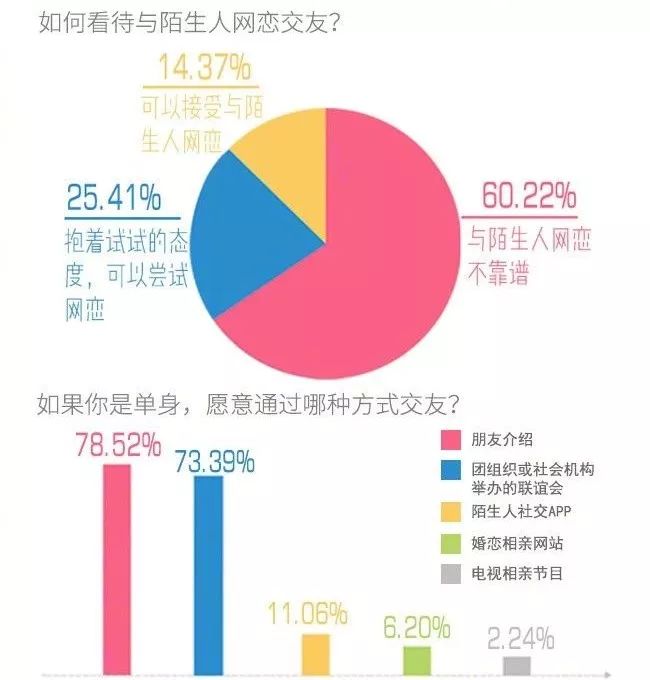 如何看待与陌生人网恋交友？
14.37%
可以接受与陌
生人网恋
25.41%
抱着试试的态
度，可以尝试
网恋
60.22%
与陌生人网恋
不靠谱
如果你是单身，愿意通过哪种方式交友？
78.52%
73.39%
11.06%
6.20%
2.24%
朋友介绍
团组织或社会机构
举办的联谊会
陌生人社交APP
婚恋相亲网站
电视相亲节目